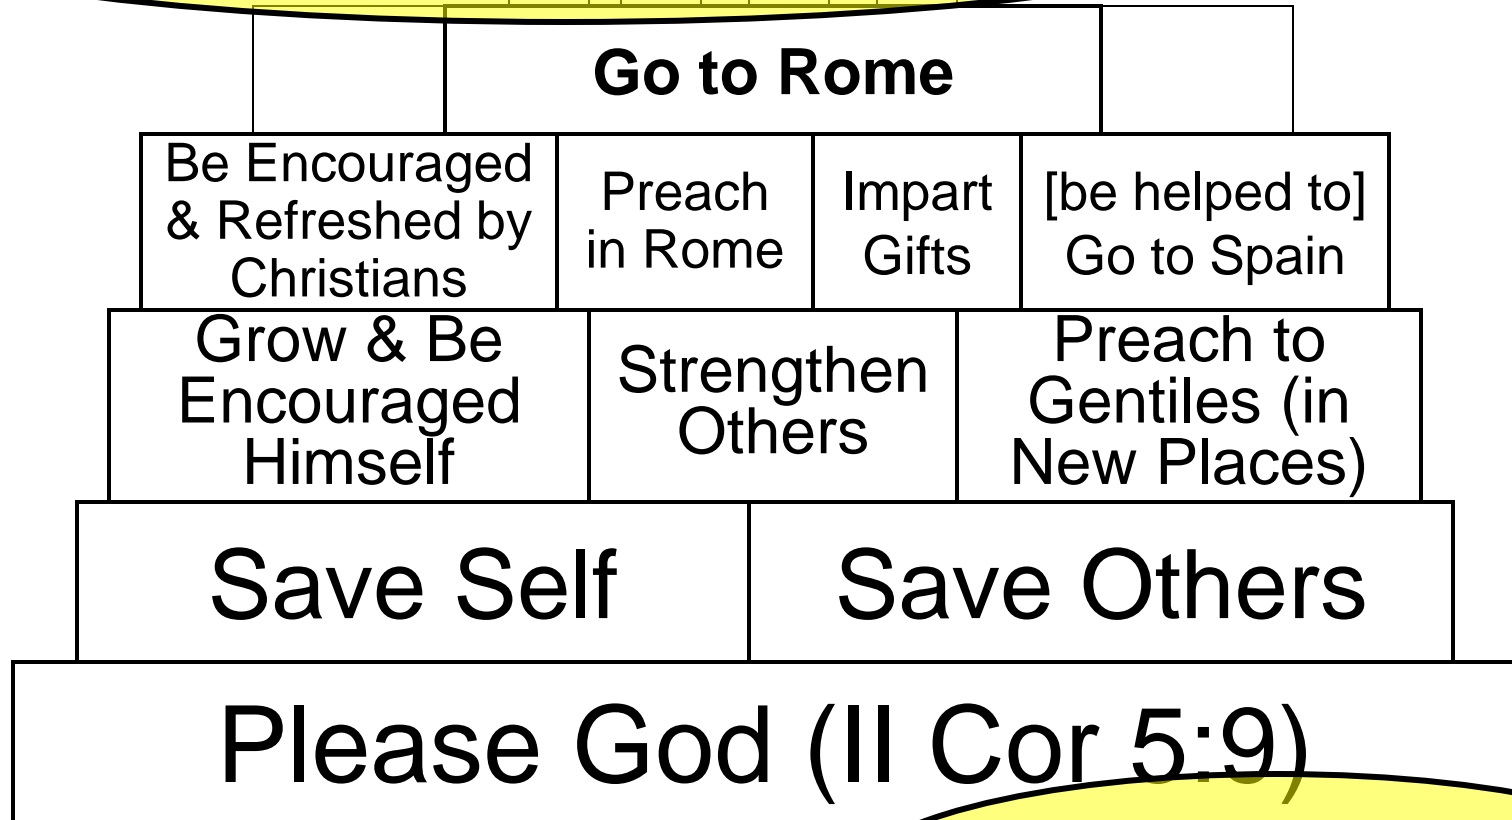 Go to Rome
Be Encouraged
& Refreshed by
Christians
Preach
in Rome
Impart
Gifts
[be helped to]
Go to Spain
Grow & Be
Encouraged
Himself
Strengthen
Others
Preach to
Gentiles (in
New Places)
Save Self
Save Others
Please God (II Cor 5:9)